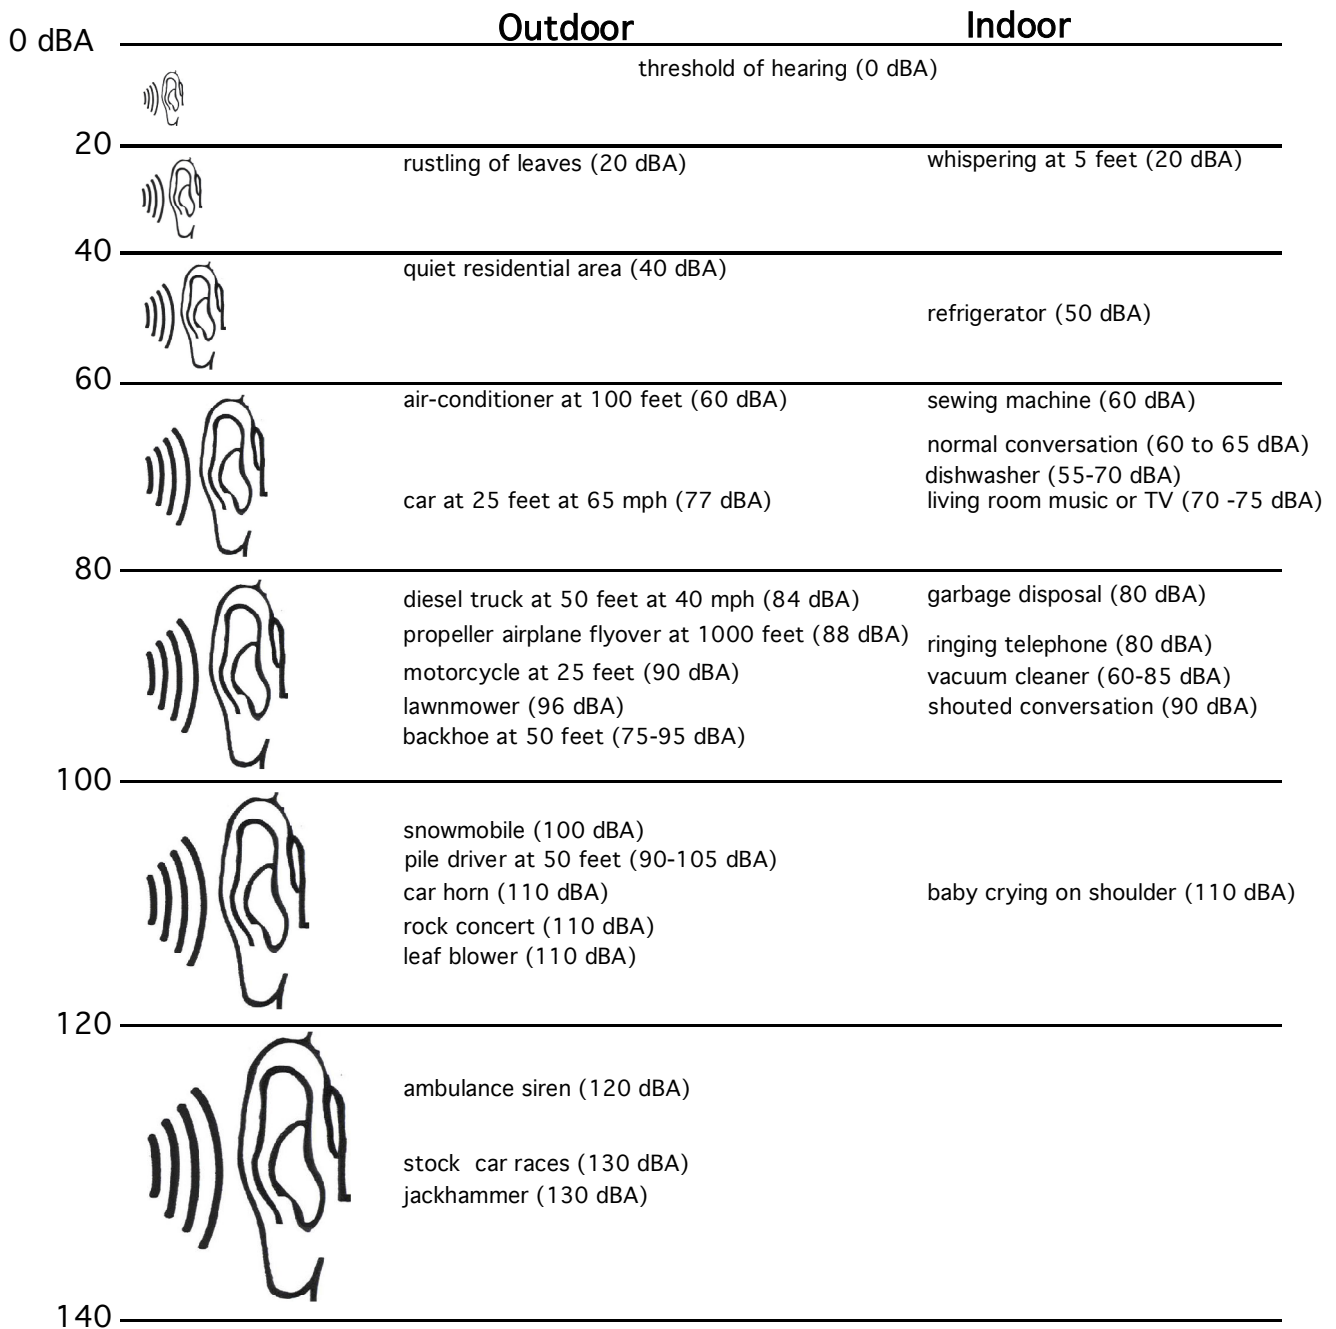 Outdoor Indoor
0 dBA
threshold of hearing (0 dBA)
20
rustling of leaves (20 dBA) whispering at 5 feet (20 dBA)
40
quiet residential area (40 dBA)
refrigerator (50 dBA)
60
air-conditioner at 100 feet (60 dBA) sewing machine (60 dBA)
normal conversation (60 to 65 dBA)
dishwasher (55-70 dBA)
car at 25 feet at 65 mph (77 dBA) living room music or TV (70 -75 dBA)
80
diesel truck at 50 feet at 40 mph (84 dBA) garbage disposal (80 dBA)
propeller airplane flyover at 1000 feet (88 dBA) ringing telephone (80 dBA)
motorcycle at 25 feet (90 dBA) vacuum cleaner (60-85 dBA)
lawnmower (96 dBA) shouted conversation (90 dBA)
backhoe at 50 feet (75-95 dBA)
100
snowmobile (100 dBA)
pile driver at 50 feet (90-105 dBA)
car horn (110 dBA) baby crying on shoulder (110 dBA)
rock concert (110 dBA)
leaf blower (110 dBA)
120
ambulance siren (120 dBA)
stock  car races (130 dBA)
jackhammer (130 dBA)
140